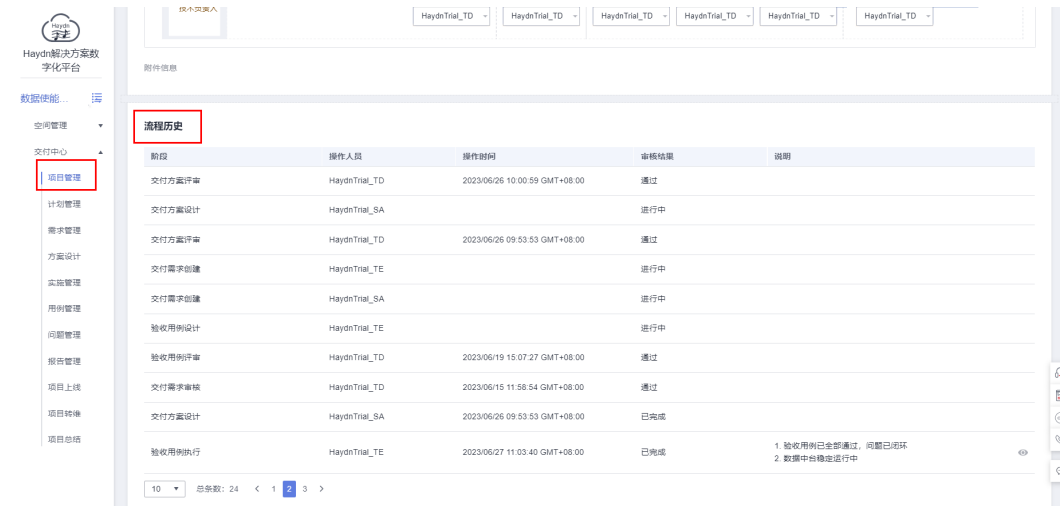 技术负责人
HaydnTrial_TD HaydnTrial_TD HaydnTrial_TD HaydnTrial_TD HaydnTrial_TD HaydnTrial_TD
Haydn
Haydn解决方案数
字化平台
附件信息
数据使能...
空间管理
交付中心
项目管理
计划管理
需求管理
方案设计
实施管理
用例管理
问题管理
报告管理
项目上线
项目转维
项目总结
流程历史
阶段 操作人员 操作时间 审核结果 说明
交付方案评审 HaydnTrial_TD 2023/06/26 10:00:59 GMT+08:00 通过
交付方案设计 HaydnTrial_SA 进行中
交付方案评审 HaydnTrial_TD 2023/06/26 09:53:53 GMT+08:00 通过
交付需求创建 HaydnTrial_TE 进行中
交付需求创建 HaydnTrial_SA 进行中
验收用例设计 HaydnTrial_TE 进行中
验收用例评审 HaydnTrial_TD 2023/06/19 15:07:27 GMT+08:00 通过
交付需求审核 HaydnTrial_TD 2023/06/15 11:58:54 GMT+08:00 通过
交付方案设计 HaydnTrial_SA 2023/06/26 09:53:53 GMT+08:00 已完成
验收用例执行 HaydnTrial_TE 2023/06/27 11:03:40 GMT+08:00 已完成 1. 验收用例已全部通过，问题已闭环
2. 数据中台稳定运行中
10 总条数: 24 < 1 2 3 >